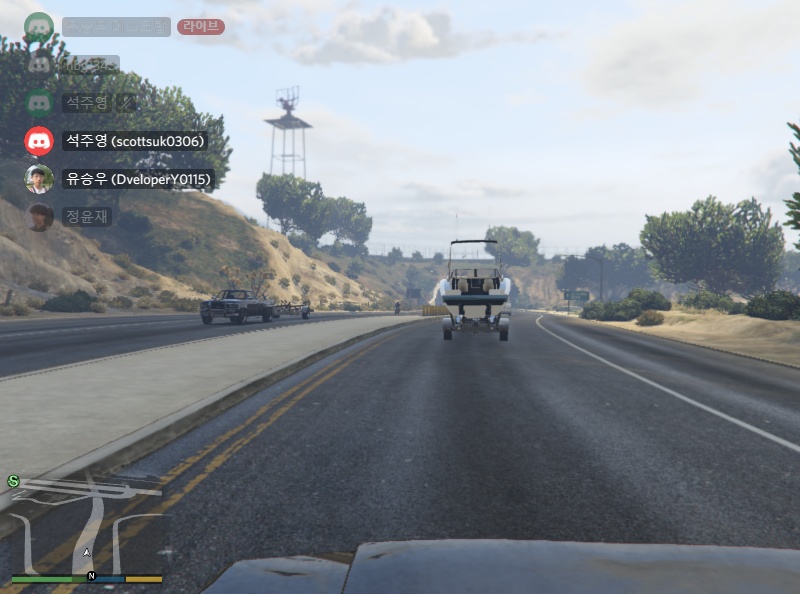 라이브
석주영
석주영 (scottsuk0306)
유승우 (DveloperY0115)
정윤재
S
N